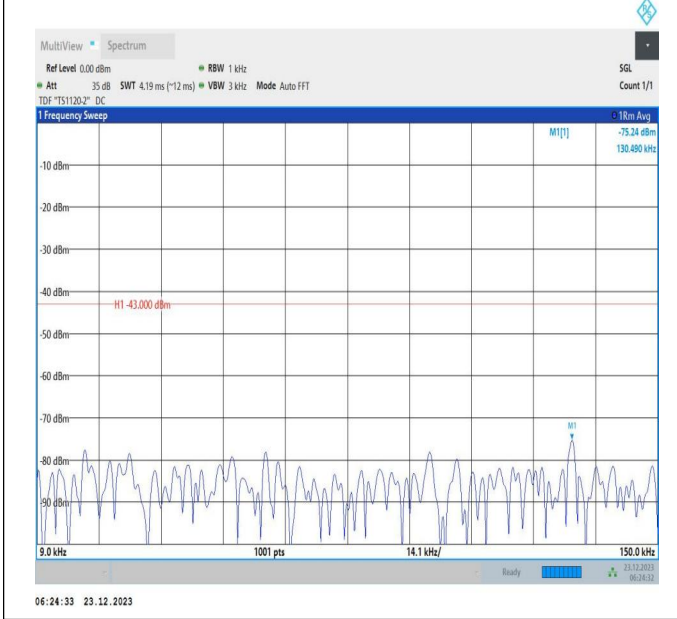 MultiView Spectrum
Ref Level 0.00 dBm RBW 1 kHz SGL
Att 35 dB SWT 4.19 ms (~12 ms) VBW 3 kHz Mode Auto FFT Count 1/1
TDF "TS1120-2" DC
1 Frequency Sweep 1Rm Avg
M1[1] -75.24 dBm
130.490 kHz
-10 dBm
-20 dBm
-30 dBm
-40 dBm
H1 -43.000 dBm
-50 dBm
-60 dBm
-70 dBm
M1
-80 dBm
-90 dBm
9.0 kHz 1001 pts 14.1 kHz/ 150.0 kHz
Ready 23.12.2023
06:24:32
06:24:33 23.12.2023